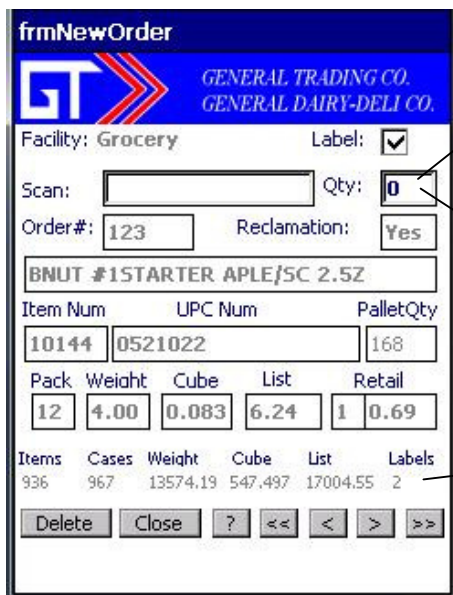 frmNewOrder
GT GENERAL TRADING CO.
GENERAL DAIRY-DELI CO.
Facility: Grocery Label:
Scan: Qty: 0
Order#: 123 Reclamation: Yes
BNUT #1STARTER APLE/SC 2.5Z
Item Num UPC Num PalletQty
10144 0521022 168
Pack Weight Cube List Retail
12 4.00 0.083 6.24 1 0.69
Items Cases Weight Cube List Labels
936 967 13574.19 547.497 17004.55 2
Delete Close ? << < > >>